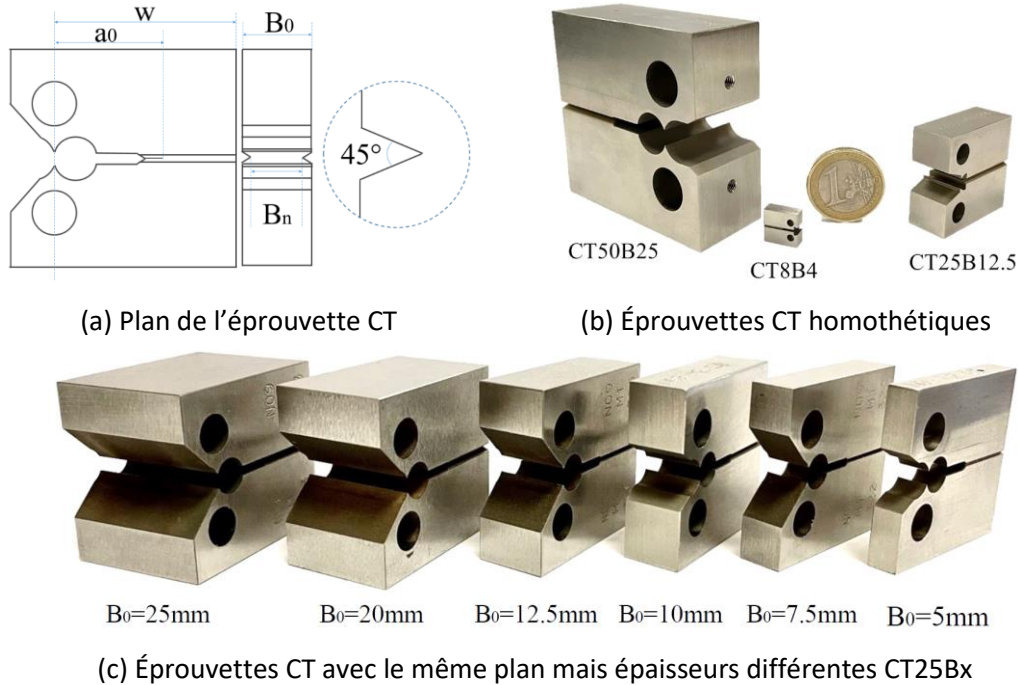 w
a0
B0
45°
Bn
CT50B25
CT8B4
CT25B12.5
(a) Plan de l’éprouvette CT
(b) Éprouvettes CT homothétiques
B0=25mm
B0=20mm
B0=12.5mm
B0=10mm
B0=7.5mm
B0=5mm
(c) Éprouvettes CT avec le même plan mais épaisseurs différentes CT25Bx